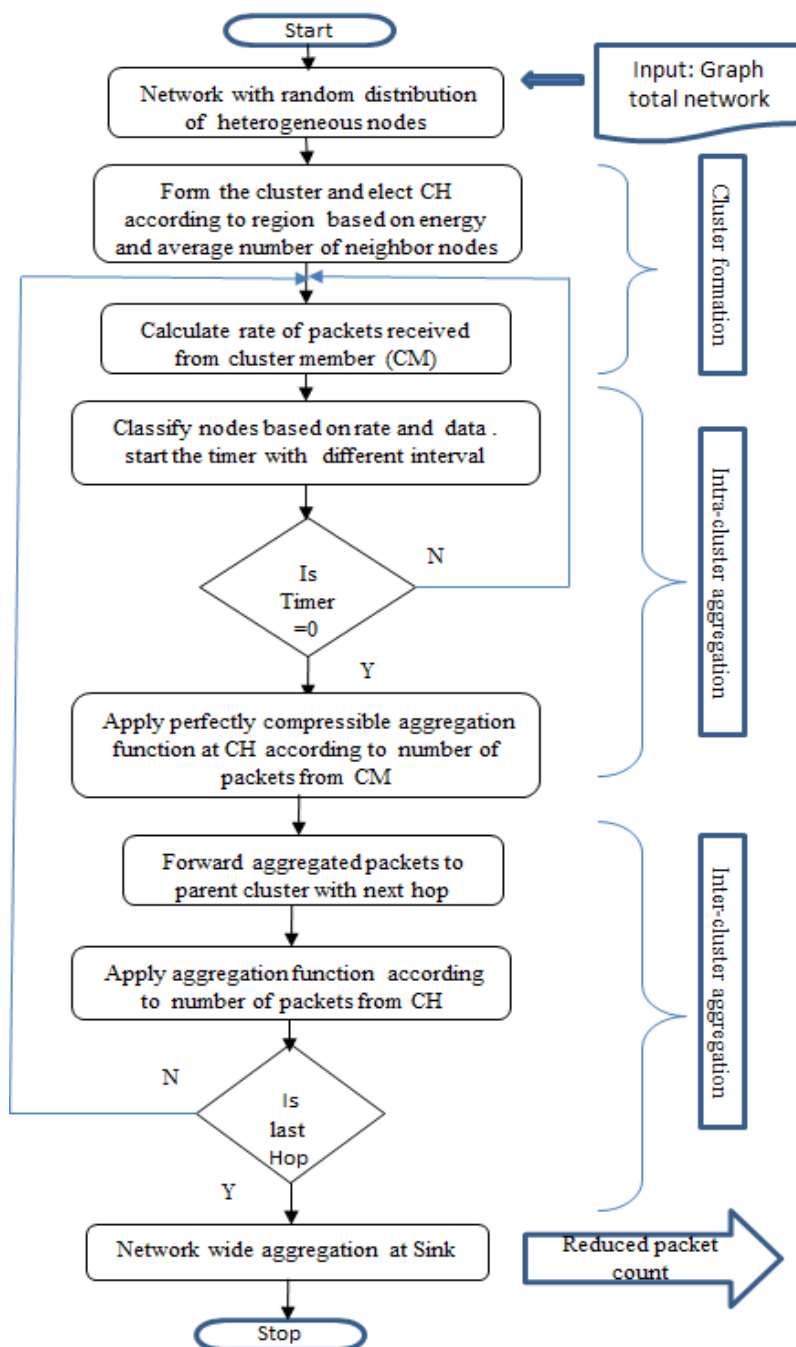 Start
Input: Graph
total network
Network with random distribution
of heterogeneous nodes
Form the cluster and elect CH
according to region based on energy
and average number of neighbor nodes
Cluster formation
Calculate rate of packets received
from cluster member (CM)
Classify nodes based on rate and data .
start the timer with different interval
Intra-cluster aggregation
N
Is
Timer
=0
Y
Apply perfectly compressible aggregation
function at CH according to number of
packets from CM
Forward aggregated packets to
parent cluster with next hop
Inter-cluster aggregation
Apply aggregation function according
to number of packets from CH
N
Is
last
Hop
Y
Network wide aggregation at Sink
Reduced packet
count
Stop